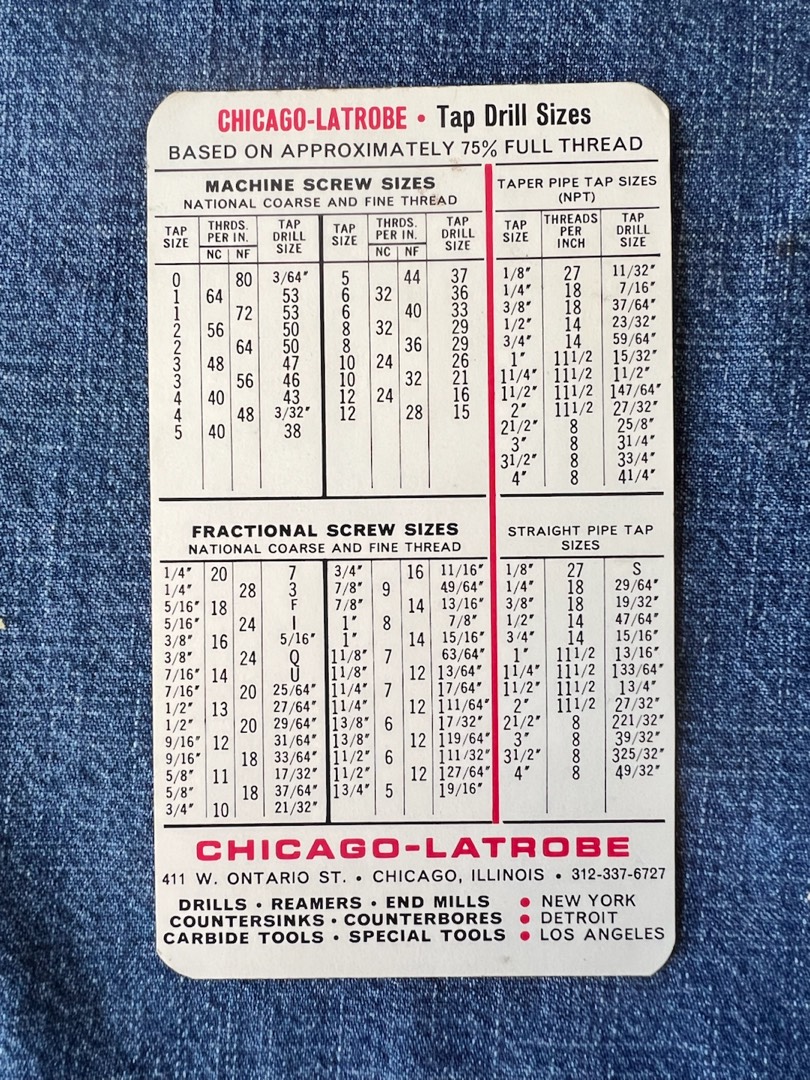 CHICAGO-LATROBE • Tap Drill Sizes
BASED ON APPROXIMATELY 75% FULL THREAD
MACHINE SCREW SIZES
NATIONAL COARSE AND FINE THREAD
TAP SIZE THRDS. PER IN. NC NF TAP DRILL SIZE
0 80 3/64"
1 64 53
1 72 53
2 56 50
2 64 50
3 48 47
3 56 46
4 40 43
4 48 3/32"
5 40 38
TAP SIZE THRDS. PER IN. NC NF TAP DRILL SIZE
5 44 37
6 32 36
6 40 33
8 32 29
8 36 29
10 24 26
10 32 21
12 24 16
12 28 15
TAPER PIPE TAP SIZES
(NPT)
TAP SIZE THREADS PER INCH TAP DRILL SIZE
1/8" 27 11/32"
1/4" 18 7/16"
3/8" 18 37/64"
1/2" 14 23/32"
3/4" 14 59/64"
1" 111/2 15/32"
11/4" 111/2 11/2"
11/2" 111/2 147/64"
2" 111/2 27/32"
21/2" 8 25/8"
3" 8 31/4"
31/2" 8 33/4"
4" 8 41/4"
FRACTIONAL SCREW SIZES
NATIONAL COARSE AND FINE THREAD
1/4" 20 7
1/4" 28 3
5/16" 18 F
5/16" 24 I
3/8" 16 5/16"
3/8" 24 Q
7/16" 14 U
7/16" 20 25/64"
1/2" 13 27/64"
1/2" 20 29/64"
9/16" 12 31/64"
9/16" 18 33/64"
5/8" 11 17/32"
5/8" 18 37/64"
3/4" 10 21/32"
3/4" 16 11/16"
7/8" 9 49/64"
7/8" 14 13/16"
1" 8 7/8"
1" 14 15/16"
11/8" 7 63/64"
11/8" 12 13/64"
11/4" 7 17/64"
11/4" 12 111/64"
13/8" 6 17/32"
13/8" 12 119/64"
11/2" 6 111/32"
11/2" 12 127/64"
13/4" 5 19/16"
STRAIGHT PIPE TAP
SIZES
1/8" 27 S
1/4" 18 29/64"
3/8" 18 19/32"
1/2" 14 47/64"
3/4" 14 15/16"
1" 111/2 13/16"
11/4" 111/2 133/64"
11/2" 111/2 13/4"
2" 111/2 27/32"
21/2" 8 221/32"
3" 8 39/32"
31/2" 8 325/32"
4" 8 49/32"
CHICAGO-LATROBE
411 W. ONTARIO ST. • CHICAGO, ILLINOIS • 312-337-6727
DRILLS • REAMERS • END MILLS • NEW YORK
COUNTERSINKS • COUNTERBORES • DETROIT
CARBIDE TOOLS • SPECIAL TOOLS • LOS ANGELES